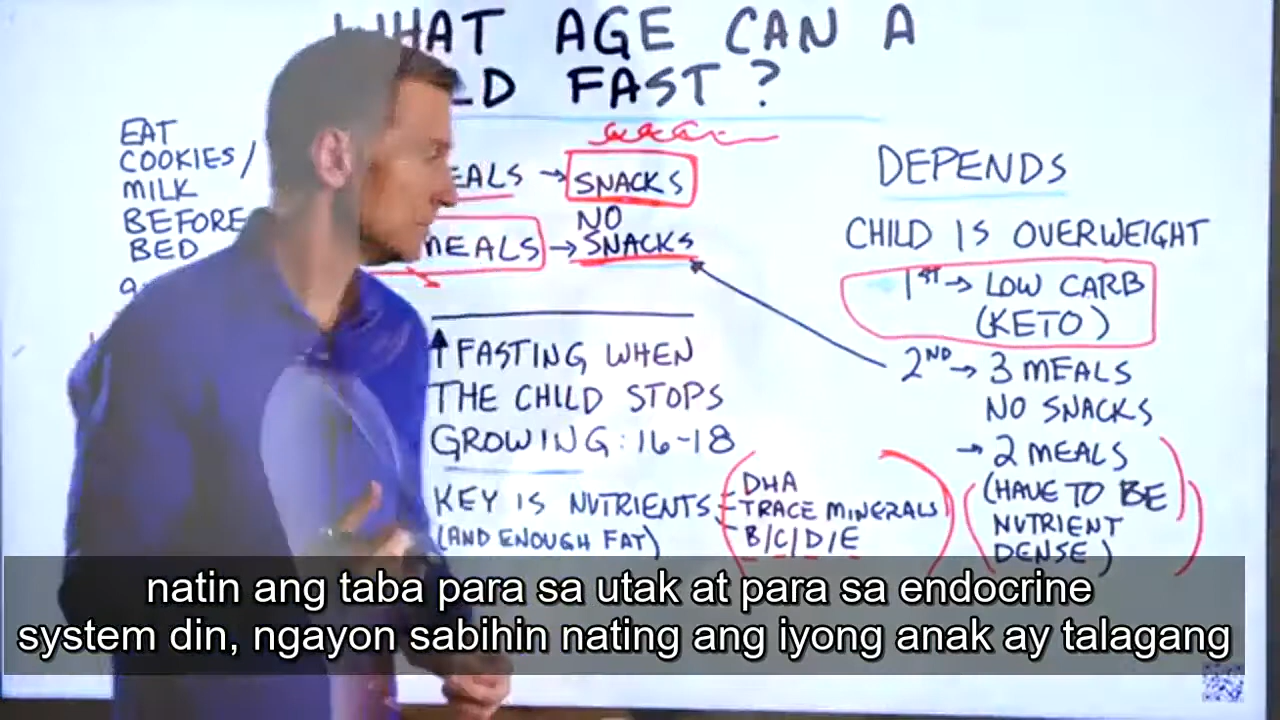 WHAT AGE CAN A
LD FAST?
EAT
COOKIES/
MILK
BEFORE
BED
EALS → SNACKS
MEALS → NO SNACKS
↑ FASTING WHEN
THE CHILD STOPS
GROWING: 16-18
KEY IS NUTRIENTS
(AND ENOUGH FAT)
DHA
TRACE MINERALS
B/C/D/E
DEPENDS
CHILD IS OVERWEIGHT
1ST → LOW CARB
(KETO)
2ND → 3 MEALS
NO SNACKS
→ 2 MEALS
(HAVE TO BE
NUTRIENT
DENSE)
natin ang taba para sa utak at para sa endocrine
system din, ngayon sabihin nating ang iyong anak ay talagang